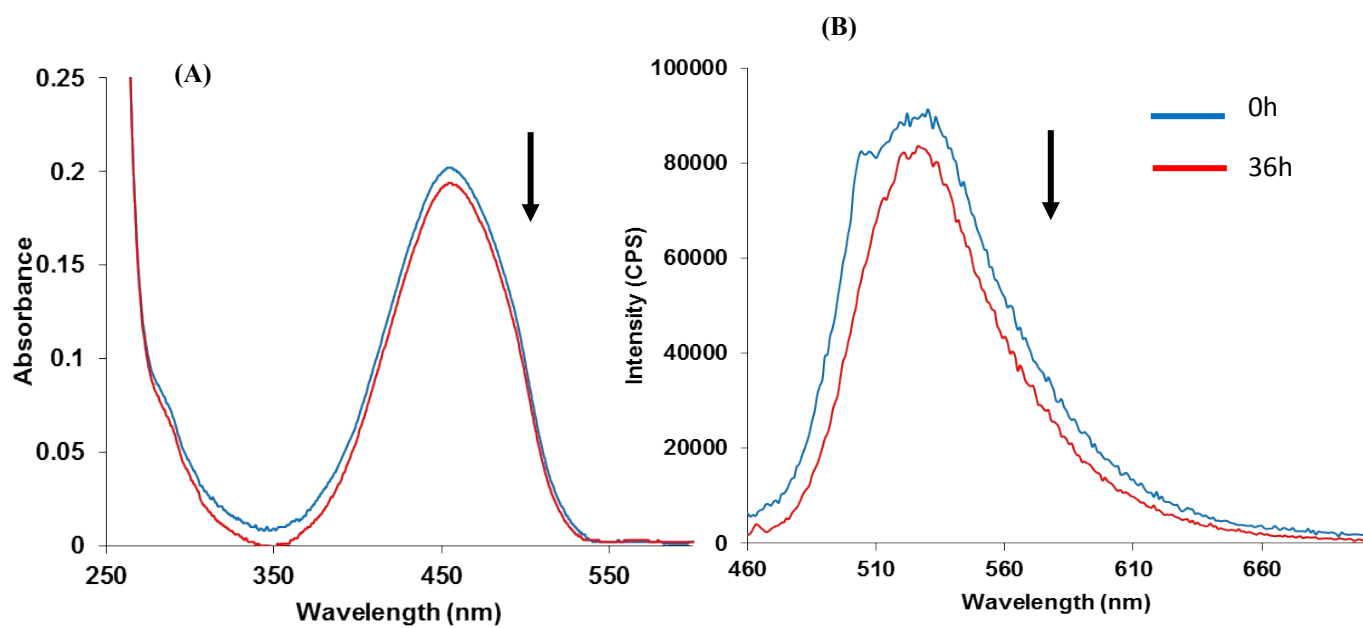 (A)
0.25
0.2
0.15
0.1
0.05
0
Absorbance
250 350 450 550
Wavelength (nm)
(B)
100000
80000
60000
40000
20000
0
Intensity (CPS)
460 510 560 610 660
Wavelength (nm)
0h
36h